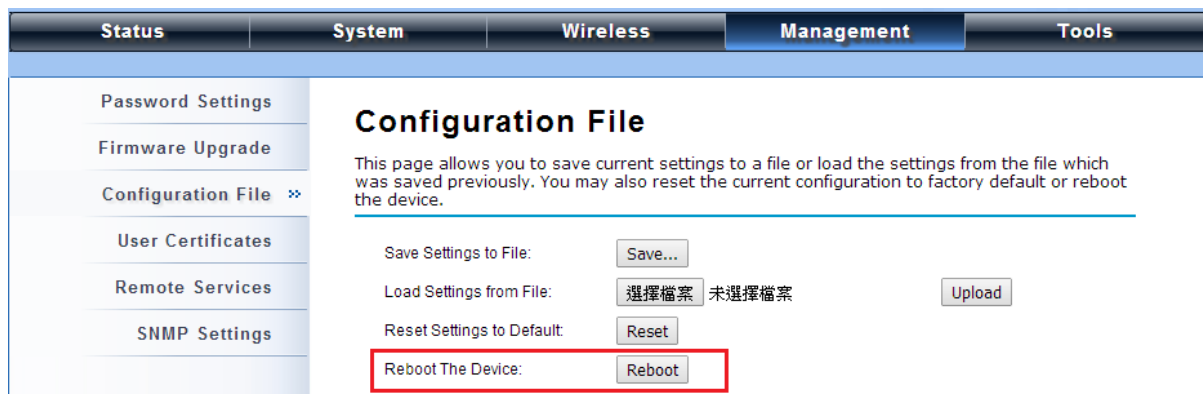 Status System Wireless Management Tools
Password Settings
Firmware Upgrade
Configuration File »
User Certificates
Remote Services
SNMP Settings
Configuration File
This page allows you to save current settings to a file or load the settings from the file which
was saved previously. You may also reset the current configuration to factory default or reboot
the device.
Save Settings to File: Save...
Load Settings from File: 選擇檔案 未選擇檔案 Upload
Reset Settings to Default: Reset
Reboot The Device: Reboot